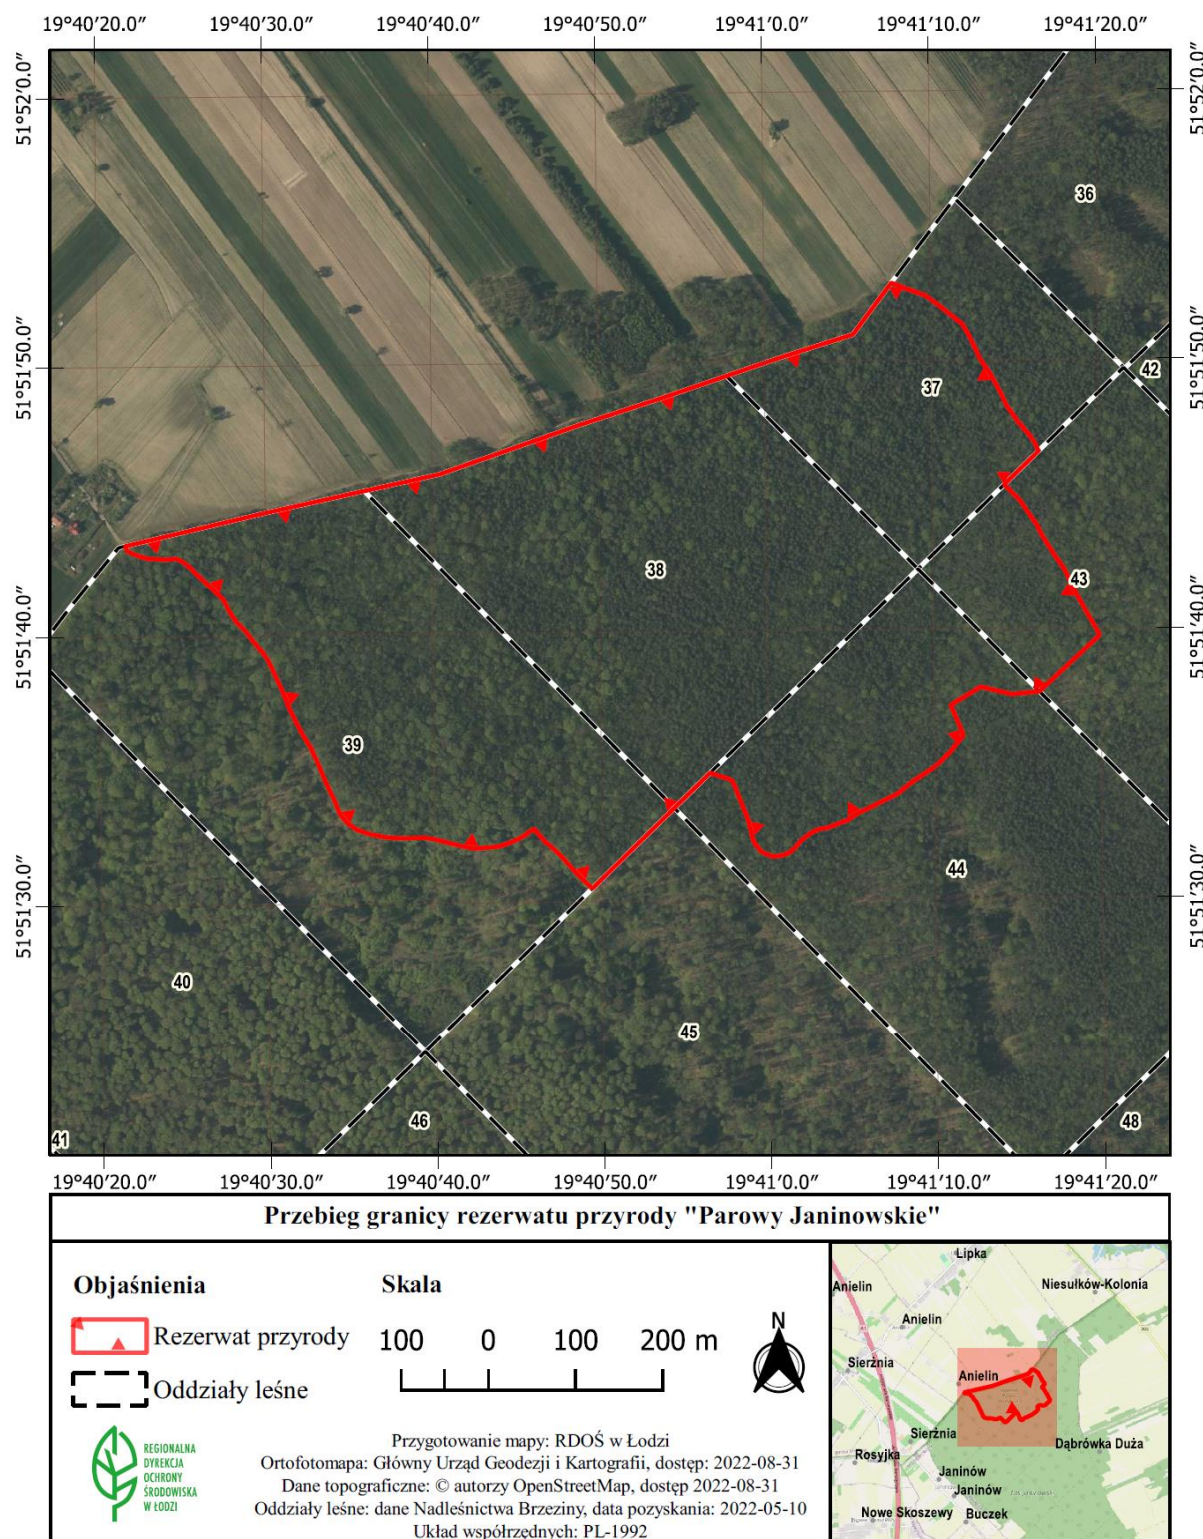 19°40′20.0″ 19°40′30.0″ 19°40′40.0″ 19°40′50.0″ 19°41′0.0″ 19°41′10.0″ 19°41′20.0″
51°52′0.0″ 51°52′0.0″
36
51°51′50.0″ 51°51′50.0″
42
37
38
43
51°51′40.0″ 51°51′40.0″
39
44
51°51′30.0″ 51°51′30.0″
40
45
46
48
41
19°40′20.0″ 19°40′30.0″ 19°40′40.0″ 19°40′50.0″ 19°41′0.0″ 19°41′10.0″ 19°41′20.0″
Przebieg granicy rezerwatu przyrody "Parowy Janinowskie"
Objaśnienia
Rezerwat przyrody
Oddziały leśne
Skala
100 0 100 200 m
N
REGIONALNA
DYREKCJA
OCHRONY
ŚRODOWISKA
W ŁODZI
Przygotowanie mapy: RDOŚ w Łodzi
Ortofotomapa: Główny Urząd Geodezji i Kartografii, dostęp: 2022-08-31
Dane topograficzne: © autorzy OpenStreetMap, dostęp 2022-08-31
Oddziały leśne: dane Nadleśnictwa Brzeziny, data pozyskania: 2022-05-10
Układ współrzędnych: PL-1992
Lipka
Anielin
Niesułków-Kolonia
Anielin
Sierżnia
Anielin
Sierżnia
Dąbrówka Duża
Rosyjka
Janinów
Janinów
Nowe Skoszewy
Buczek